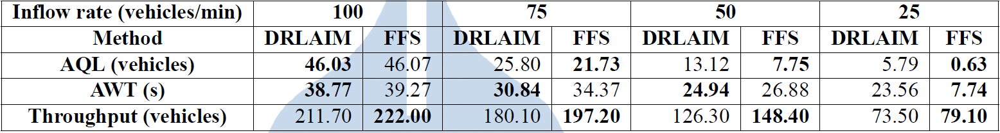 Inflow rate (vehicles/min) 100 75 50 25
Method DRLAIM FFS DRLAIM FFS DRLAIM FFS DRLAIM FFS
AQL (vehicles) 46.03 46.07 25.80 21.73 13.12 7.75 5.79 0.63
AWT (s) 38.77 39.27 30.84 34.37 24.94 26.88 23.56 7.74
Throughput (vehicles) 211.70 222.00 180.10 197.20 126.30 148.40 73.50 79.10